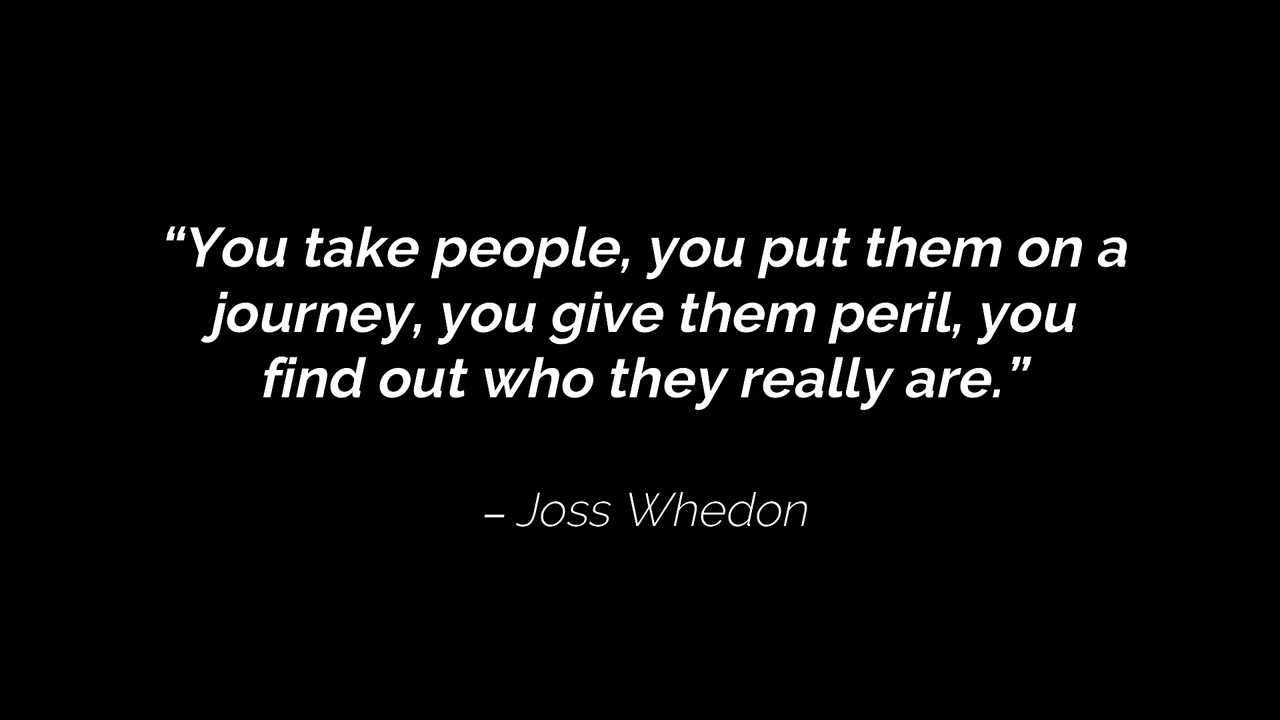 “You take people, you put them on a
journey, you give them peril, you
find out who they really are.”
– Joss Whedon